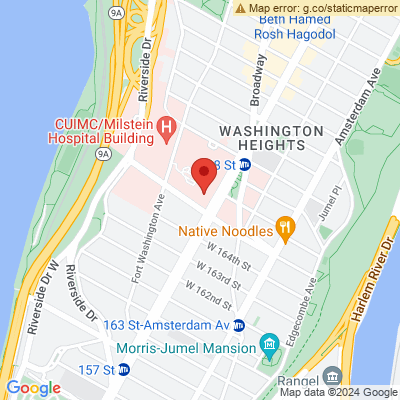 Map error: g.co/staticmaperror
Beth Hamed
Rosh Hagodol
9A
Riverside Dr
Broadway
Amsterdam Ave
CUIMC/Milstein
Hospital Building
H
WASHINGTON
HEIGHTS
9A
8 St
Jumel Pl
Fort Washington Ave
Native Noodles
W 164th St
W 163rd St
W 162nd St
Harlem River Dr
Riverside Dr W
Riverside Dr
Edgecombe Ave
163 St-Amsterdam Av
Morris-Jumel Mansion
157 St
Rangel
Google
Map data ©2024 Google